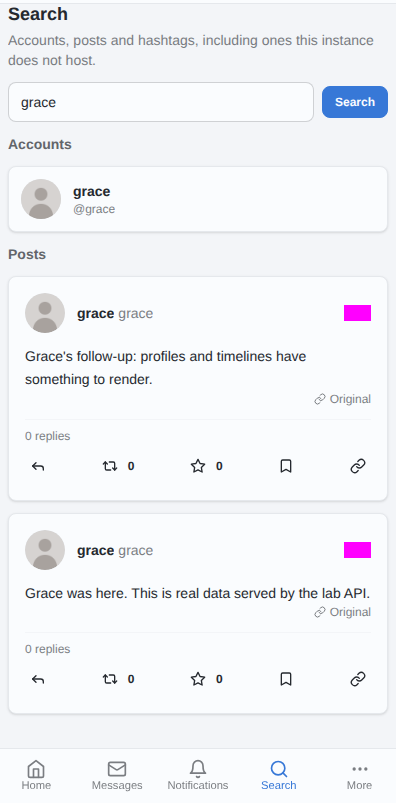 Search
Accounts, posts and hashtags, including ones this instance
does not host.
grace
Search
Accounts
grace
@grace
Posts
grace grace
Grace's follow-up: profiles and timelines have
something to render.
Original
0 replies
0
0
grace grace
Grace was here. This is real data served by the lab API.
Original
0 replies
0
0
Home
Messages
Notifications
Search
More